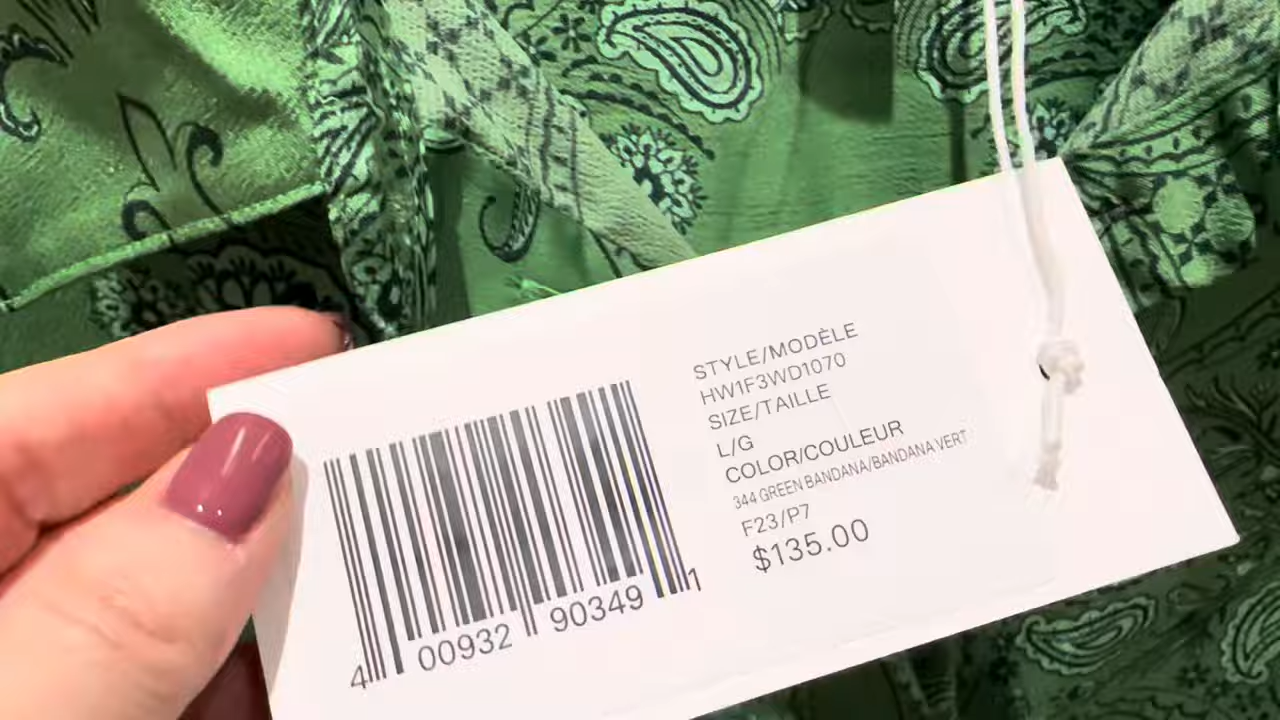 STYLE/MODÈLE
HW1F3WD1070
SIZE/TAILLE
L/G
COLOR/COULEUR
344 GREEN BANDANA/BANDANA VERT
F23/P7
$135.00
4 00932 90349 1